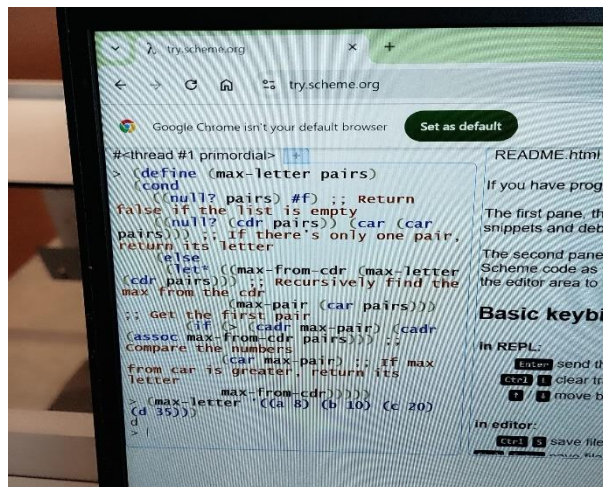 try.scheme.org
try.scheme.org
Google Chrome isn't your default browser
Set as default
#<thread #1 primordial>
> (define (max-letter pairs)
(cond
((null? pairs) #f) ;; Return
false if the list is empty
((null? (cdr pairs)) (car (car
pairs))) ;; If there's only one pair,
return its letter
(else
(let* ((max-from-cdr (max-letter
(cdr pairs))) ;; Recursively find the
max from the cdr
(max-pair (car pairs)))
;; Get the first pair
(if (> (cadr max-pair) (cadr
(assoc max-from-cdr pairs))) ;;
Compare the numbers
(car max-pair) ;; If max
from car is greater, return its
letter
max-from-cdr)))))
> (max-letter '((a 8) (b 10) (c 20)
(d 35)))
d
>
README.html
If you have prog
The first pane, th
snippets and deb
The second pane
Scheme code as
the editor area to
Basic keybi
In REPL:
Enter send th
Ctrl clear tr
↑ / ↓ move b
In editor:
Ctrl S save file